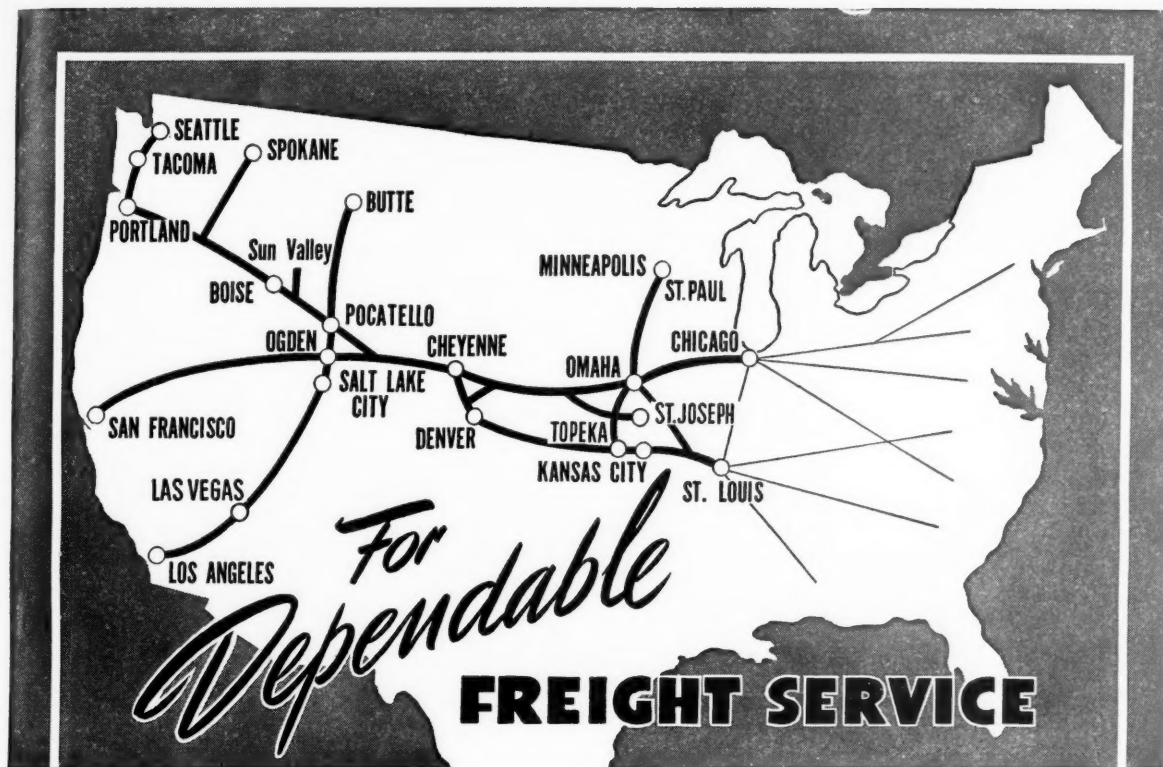 SEATTLE
TACOMA
SPOKANE
PORTLAND
BUTTE
Sun Valley
BOISE
MINNEAPOLIS
ST. PAUL
POCATELLO
OGDEN
CHEYENNE
OMAHA
CHICAGO
SALT LAKE
CITY
SAN FRANCISCO
DENVER
TOPEKA
ST. JOSEPH
KANSAS CITY
ST. LOUIS
LAS VEGAS
LOS ANGELES
For
Dependable
FREIGHT SERVICE